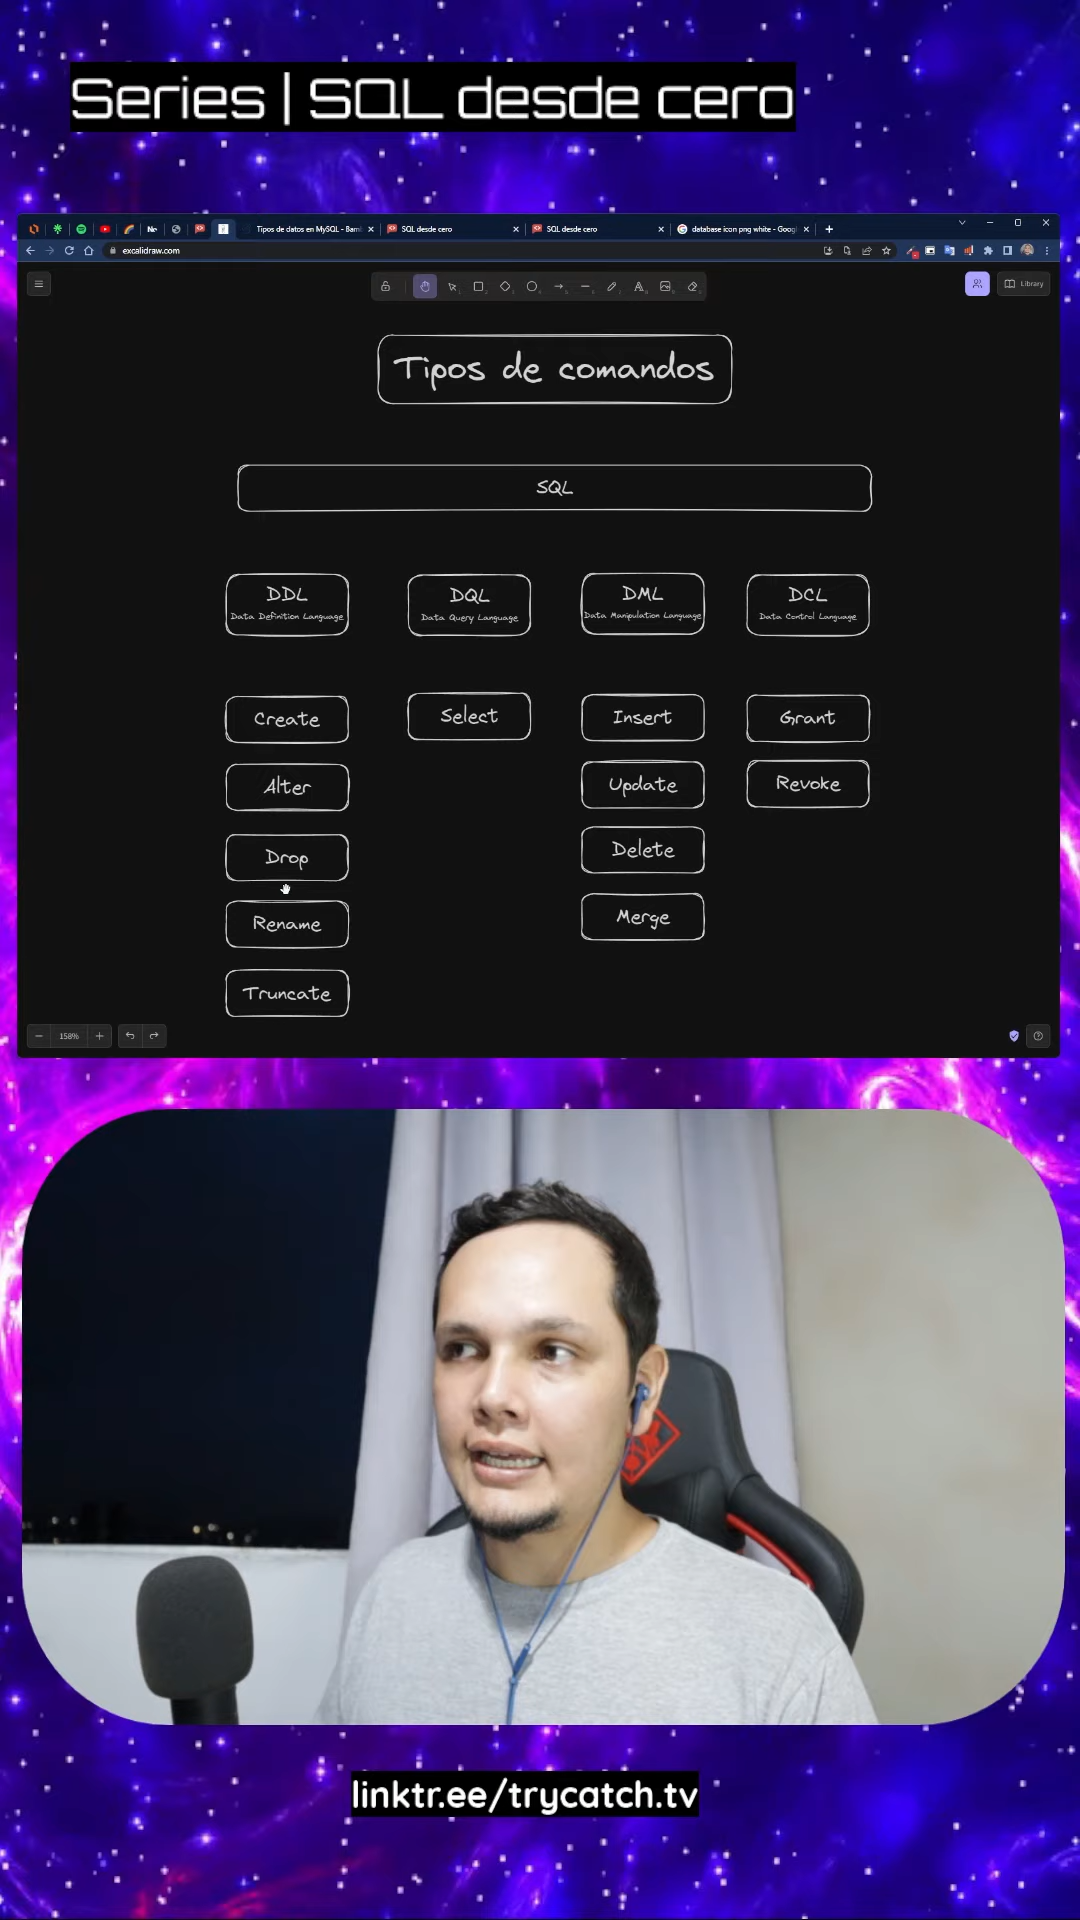 Series | SQL desde cero
Tipos de datos en MySQL - Bam
SQL desde cero
SQL desde cero
database icon png white - Goog
excalidraw.com
Library
Tipos de comandos
SQL
DDL
Data Definition Language
DQL
Data Query Language
DML
Data Manipulation Language
DCL
Data Control Language
Create
Select
Insert
Grant
Alter
Update
Revoke
Drop
Delete
Rename
Merge
Truncate
158%
linktr.ee/trycatch.tv